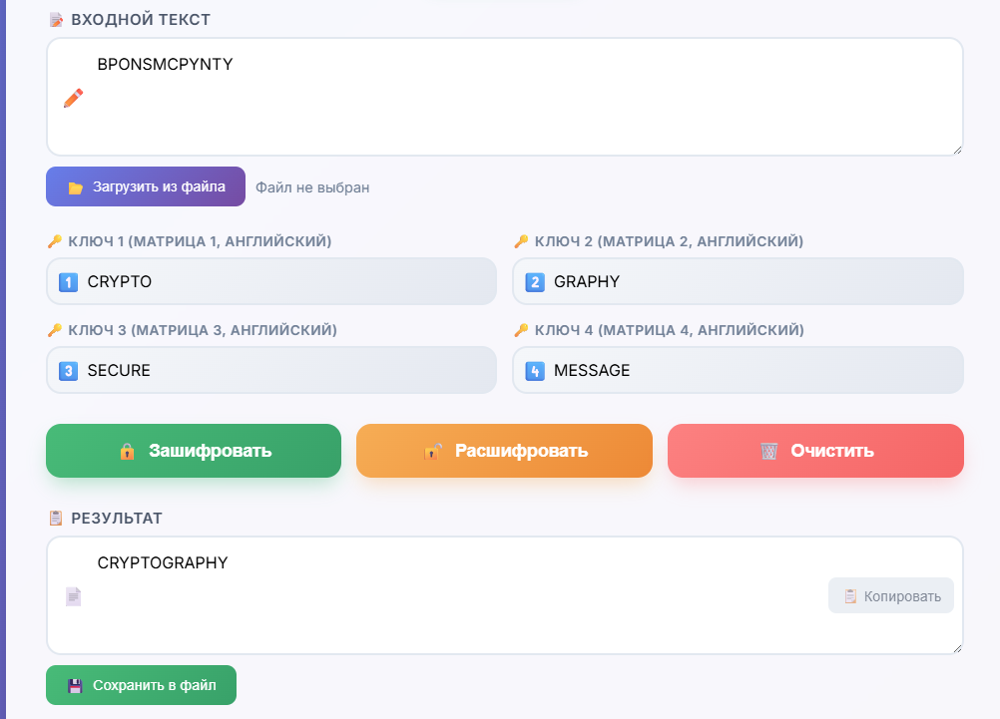 ВХОДНОЙ ТЕКСТ
BPONSMCPYNTY
Загрузить из файла Файл не выбран
КЛЮЧ 1 (МАТРИЦА 1, АНГЛИЙСКИЙ) КЛЮЧ 2 (МАТРИЦА 2, АНГЛИЙСКИЙ)
1 CRYPTO 2 GRAPHY
КЛЮЧ 3 (МАТРИЦА 3, АНГЛИЙСКИЙ) КЛЮЧ 4 (МАТРИЦА 4, АНГЛИЙСКИЙ)
3 SECURE 4 MESSAGE
Зашифровать Расшифровать Очистить
РЕЗУЛЬТАТ
CRYPTOGRAPHY
Копировать
Сохранить в файл